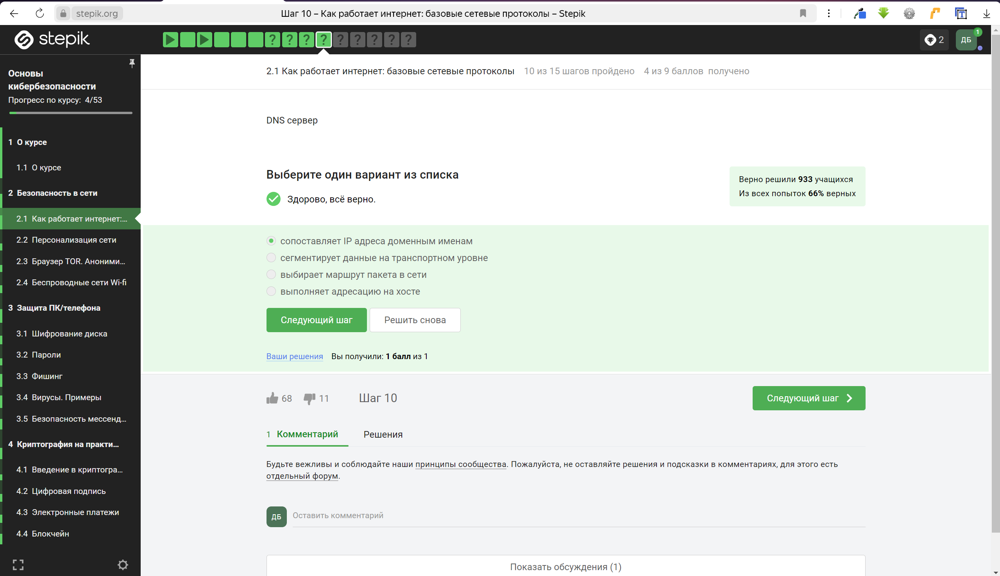 stepik.org
Шаг 10 – Как работает интернет: базовые сетевые протоколы – Stepik
stepik
? ? ? ? ? ? ? ? ?
2
ДБ
1
Основы
кибербезопасности
Прогресс по курсу: 4/53
1 О курсе
1.1 О курсе
2 Безопасность в сети
2.1 Как работает интернет:...
2.2 Персонализация сети
2.3 Браузер TOR. Аноними...
2.4 Беспроводные сети Wi-fi
3 Защита ПК/телефона
3.1 Шифрование диска
3.2 Пароли
3.3 Фишинг
3.4 Вирусы. Примеры
3.5 Безопасность мессенд...
4 Криптография на практи...
4.1 Введение в криптогра...
4.2 Цифровая подпись
4.3 Электронные платежи
4.4 Блокчейн
2.1 Как работает интернет: базовые сетевые протоколы 10 из 15 шагов пройдено 4 из 9 баллов получено
DNS сервер
Выберите один вариант из списка
Здорово, всё верно.
Верно решили 933 учащихся
Из всех попыток 66% верных
сопоставляет IP адреса доменным именам
сегментирует данные на транспортном уровне
выбирает маршрут пакета в сети
выполняет адресацию на хосте
Следующий шаг Решить снова
Ваши решения Вы получили: 1 балл из 1
68 11 Шаг 10 Следующий шаг
1 Комментарий Решения
Будьте вежливы и соблюдайте наши принципы сообщества. Пожалуйста, не оставляйте решения и подсказки в комментариях, для этого есть
отдельный форум.
ДБ Оставить комментарий
Показать обсуждения (1)